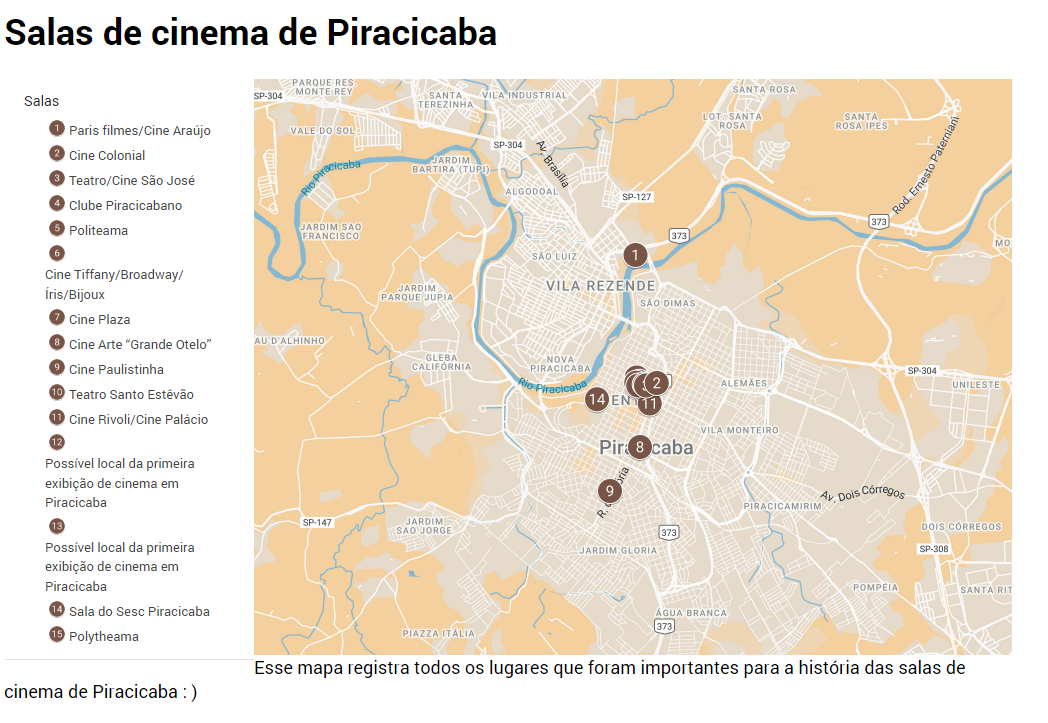 Salas de cinema de Piracicaba
Salas
1 Paris filmes/Cine Araújo
2 Cine Colonial
3 Teatro/Cine São José
4 Clube Piracicabano
5 Politeama
6
Cine Tiffany/Broadway/
Íris/Bijoux
7 Cine Plaza
8 Cine Arte “Grande Otelo”
9 Cine Paulistinha
10 Teatro Santo Estêvão
11 Cine Rivoli/Cine Palácio
12
Possível local da primeira
exibição de cinema em
Piracicaba
13
Possível local da primeira
exibição de cinema em
Piracicaba
14 Sala do Sesc Piracicaba
15 Polytheama
PARQUE RES.
MONTE REY
SP-304
SANTA
TEREZINHA
VILA INDUSTRIAL
SANTA ROSA
LOT. SANTA
ROSA
SANTA
ROSA IPES
VALE DO SOL
SP-304
Av. Brasília
Rod. Ernesto Paterniani
Rio Piracicaba
JARDIM
BARTIRA (TUPI)
ALGODOAL
SP-127
373
373
JARDIM SAO
FRANCISCO
MO
SÃO LUIZ
1
VILA REZENDE
JARDIM
PARQUE JUPIA
SÃO DIMAS
AU D'ALHINHO
GLEBA
CALIFÓRNIA
NOVA
PIRACICABA
Rio Piracicaba
SP-304
UNILESTE
ALEMÃES
2
14
11
VILA MONTEIRO
8
9
Av. Dois Córregos
PIRACICAMIRIM
SP-147
JARDIM
SAO JORGE
373
DOIS CÓRREGOS
SP-308
JARDIM GLORIA
POMPÉIA
SANTA RIT
ÁGUA BRANCA
373
PIAZZA ITÁLIA
Esse mapa registra todos os lugares que foram importantes para a história das salas de
cinema de Piracicaba : )